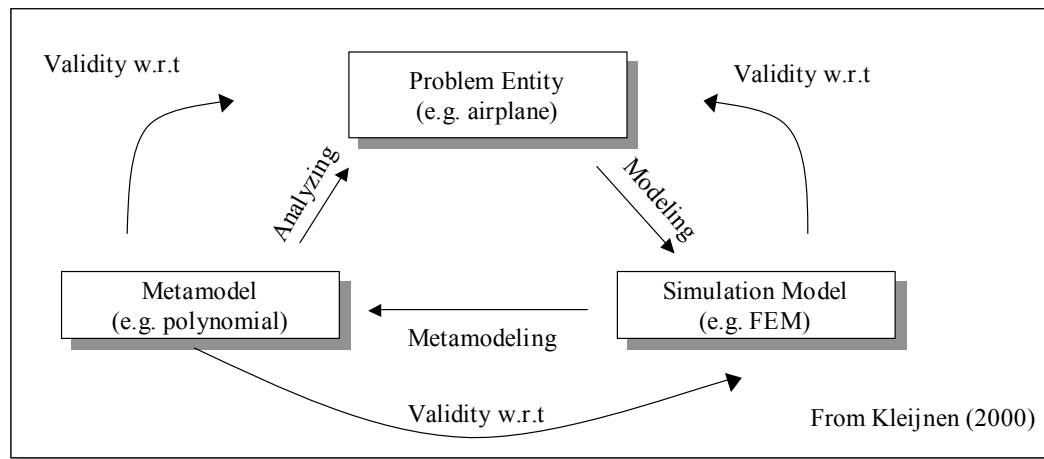 Validity w.r.t
Problem Entity
(e.g. airplane)
Validity w.r.t
Analyzing
Modeling
Metamodel
(e.g. polynomial)
Simulation Model
(e.g. FEM)
Metamodeling
Validity w.r.t
From Kleijnen (2000)